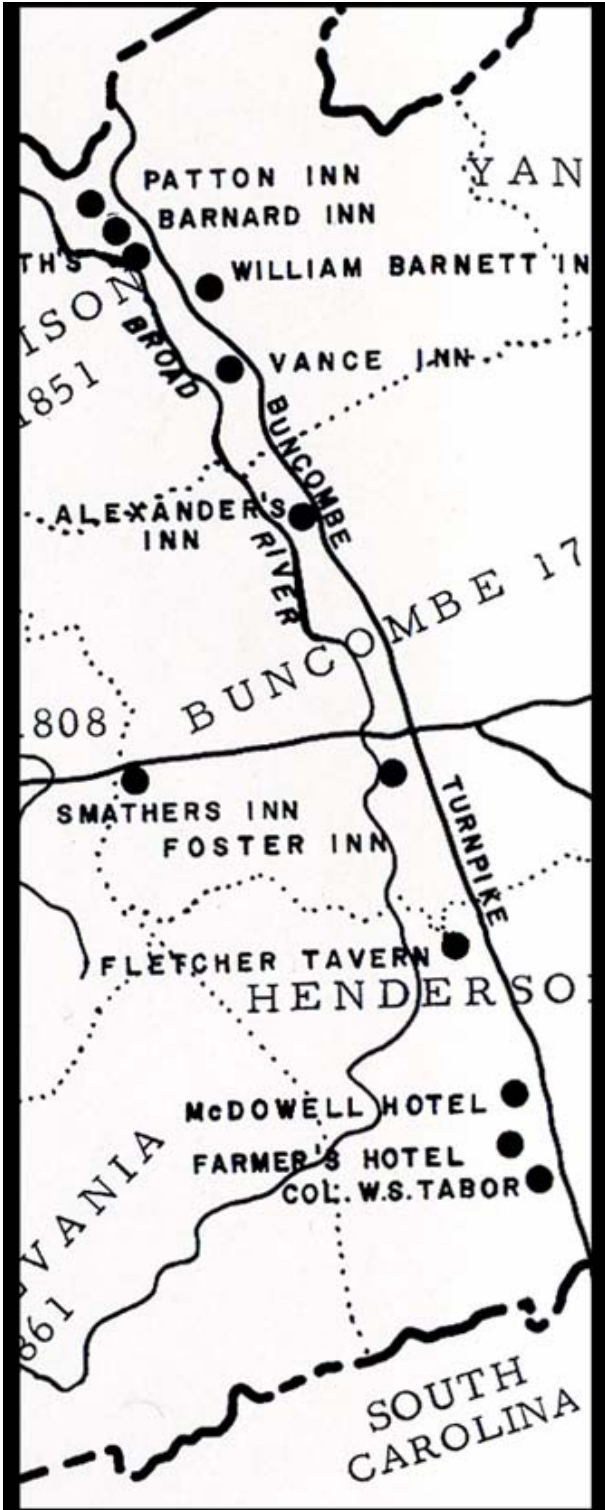 PATTON INN
YAN
BARNARD INN
TH'S
WILLIAM BARNETT IN
ISON
1851
BROAD
VANCE INN
BUNCOMBE
ALEXANDER'S
INN
RIVER
BUNCOMBE 17
1808
SMATHERS INN
FOSTER INN
TURNPIKE
FLETCHER TAVERN
HENDERSO
McDOWELL HOTEL
FARMER'S HOTEL
COL. W.S. TABOR
VANIA
861
SOUTH
CAROLINA